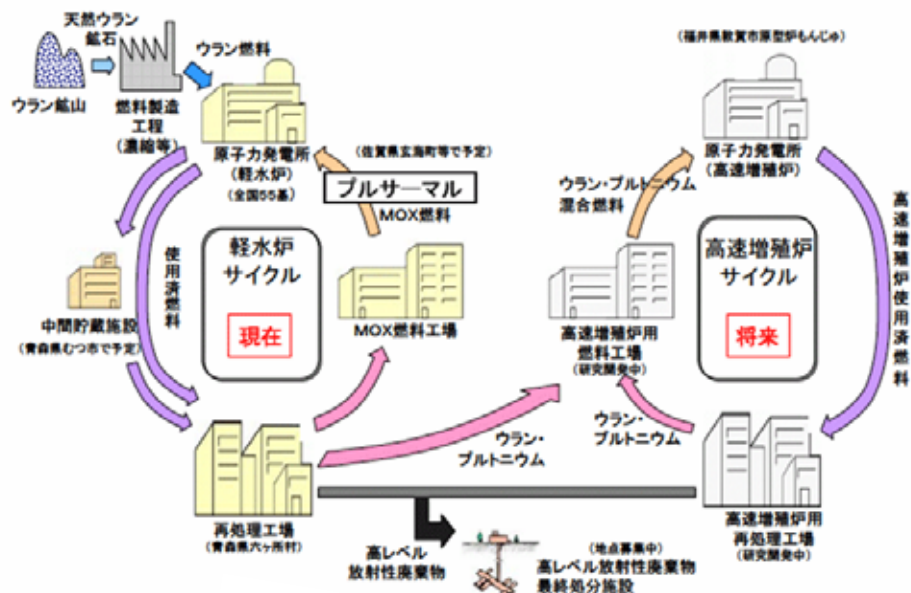 天然ウラン
鉱石
ウラン燃料
ウラン鉱山
燃料製造
工程
(濃縮等)
原子力発電所
(軽水炉)
(全国55基)
(佐賀県玄海町等で予定)
プルサーマル
MOX燃料
使用済燃料
軽水炉
サイクル
現在
中間貯蔵施設
(青森県むつ市で予定)
MOX燃料工場
再処理工場
(青森県六ヶ所村)
(福井県敦賀市原型炉もんじゅ)
原子力発電所
(高速増殖炉)
ウラン・プルトニウム
混合燃料
高速増殖炉
サイクル
将来
高速増殖炉使用済燃料
高速増殖炉用
燃料工場
(研究開発中)
ウラン・
プルトニウム
ウラン・
プルトニウム
高速増殖炉用
再処理工場
(研究開発中)
高レベル
放射性廃棄物
(地点募集中)
高レベル放射性廃棄物
最終処分施設